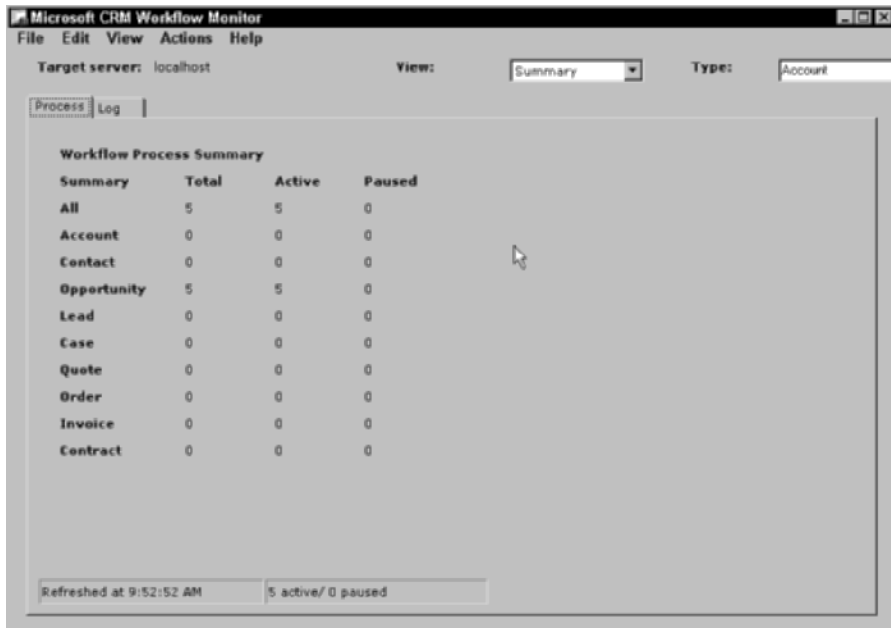 Microsoft CRM Workflow Monitor
File Edit View Actions Help
Target server: localhost View: Summary Type: Account
Process Log
Workflow Process Summary
Summary Total Active Paused
All 5 5 0
Account 0 0 0
Contact 0 0 0
Opportunity 5 5 0
Lead 0 0 0
Case 0 0 0
Quote 0 0 0
Order 0 0 0
Invoice 0 0 0
Contract 0 0 0
Refreshed at 9:52:52 AM 5 active/ 0 paused